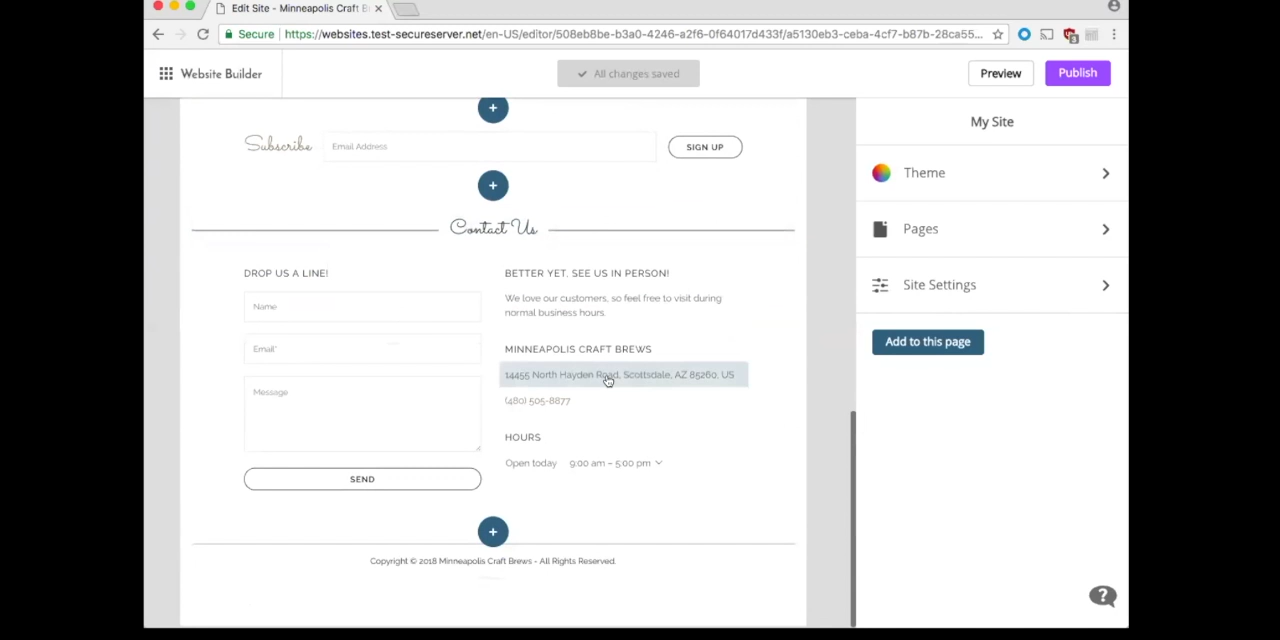 Edit Site - Minneapolis Craft B
Secure
https://websites.test-secureserver.net/en-US/editor/508eb8be-b3a0-4246-a2f6-0f64017d433f/a5130eb3-ceba-4cf7-b87b-28ca55...
Website Builder
All changes saved
Preview
Publish
Subscribe
Email Address
SIGN UP
Contact Us
DROP US A LINE!
Name
Email*
Message
SEND
BETTER YET, SEE US IN PERSON!
We love our customers, so feel free to visit during
normal business hours.
MINNEAPOLIS CRAFT BREWS
14455 North Hayden Road, Scottsdale, AZ 85260, US
(480) 505-8877
HOURS
Open today 9:00 am – 5:00 pm
Copyright © 2018 Minneapolis Craft Brews - All Rights Reserved.
My Site
Theme
Pages
Site Settings
Add to this page